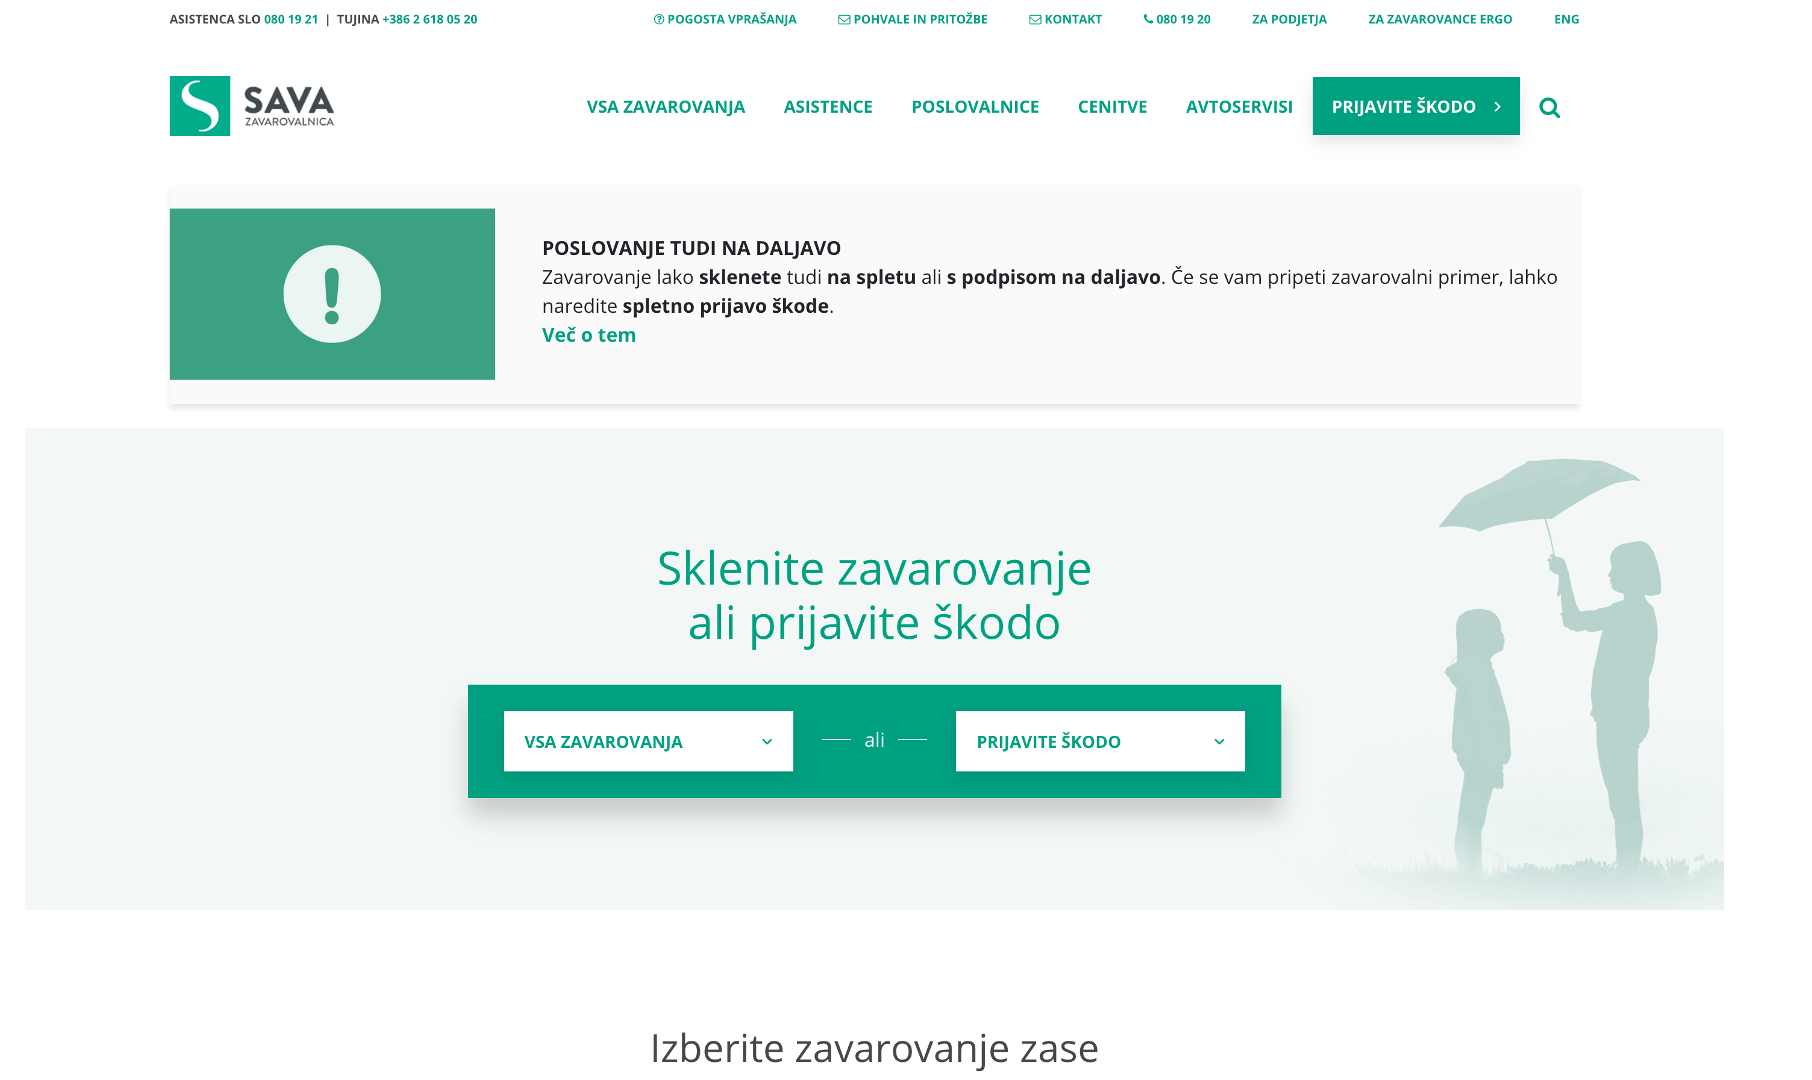 ASISTENCA SLO 080 19 21 | TUJINA +386 2 618 05 20
POGOSTA VPRAŠANJA
POHVALE IN PRITOŽBE
KONTAKT
080 19 20
ZA PODJETJA
ZA ZAVAROVANCE ERGO
ENG
SAVA
ZAVAROVALNICA
VSA ZAVAROVANJA
ASISTENCE
POSLOVALNICE
CENITVE
AVTOSERVISI
PRIJAVITE ŠKODO
POSLOVANJE TUDI NA DALJAVO
Zavarovanje lako sklenete tudi na spletu ali s podpisom na daljavo. Če se vam pripeti zavarovalni primer, lahko
naredite spletno prijavo škode.
Več o tem
Sklenite zavarovanje
ali prijavite škodo
VSA ZAVAROVANJA
ali
PRIJAVITE ŠKODO
Izberite zavarovanje zase